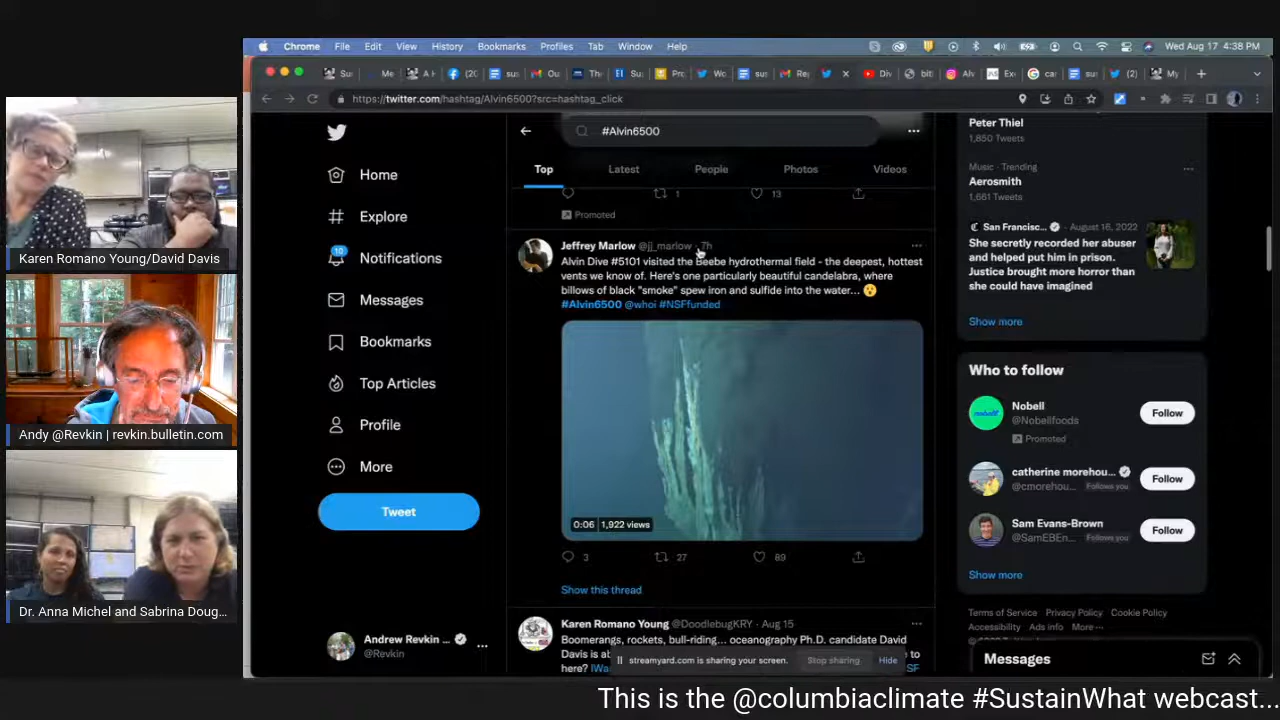 Chrome File Edit View History Bookmarks Profiles Tab Window Help
Wed Aug 17 4:38 PM
https://twitter.com/hashtag/Alvin6500?src=hashtag_click
#Alvin6500
Top Latest People Photos Videos
Home
Explore
10
Notifications
Messages
Bookmarks
Top Articles
Profile
More
Tweet
Andrew Revkin ...
@Revkin
1 13
Promoted
Jeffrey Marlow @jj_marlow · 7h
Alvin Dive #5101 visited the Beebe hydrothermal field - the deepest, hottest
vents we know of. Here's one particularly beautiful candelabra, where
billows of black "smoke" spew iron and sulfide into the water...
#Alvin6500 @whoi #NSFfunded
0:06 1,922 views
3 27 89
Show this thread
Karen Romano Young @DoodlebugKRY · Aug 15
Boomerangs, rockets, bull-riding... oceanography Ph.D. candidate David
Davis is ab
to
here?
SF
streamyard.com is sharing your screen. Stop sharing Hide
Peter Thiel
1,850 Tweets
Music · Trending
Aerosmith
1,661 Tweets
San Francisc... · August 16, 2022
She secretly recorded her abuser
and helped put him in prison.
Justice brought more horror than
she could have imagined
Show more
Who to follow
Nobell
@Nobellfoods
Promoted
Follow
catherine morehou...
@cmorehou... Follows you
Follow
Sam Evans-Brown
@SamEBEn... Follows you
Follow
Show more
Terms of Service Privacy Policy Cookie Policy
Accessibility Ads info More ...
Messages
Karen Romano Young/David Davis
Andy @Revkin | revkin.bulletin.com
Dr. Anna Michel and Sabrina Doug...
This is the @columbiaclimate #SustainWhat webcast...